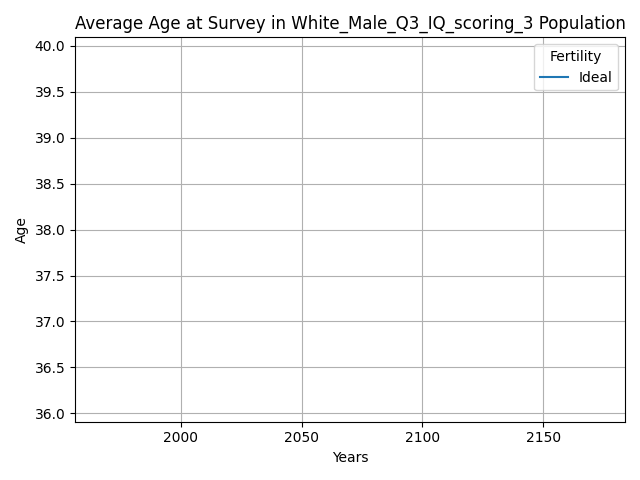 Average Age at Survey in White_Male_Q3_IQ_scoring_3 Population
Fertility
Ideal
40.0
39.5
39.0
38.5
38.0
37.5
37.0
36.5
36.0
Age
2000 2050 2100 2150
Years